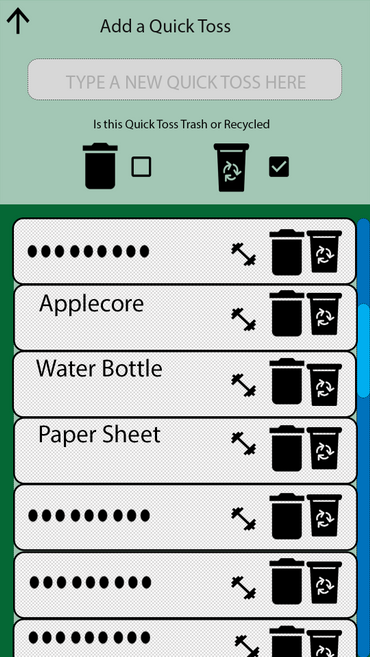 Add a Quick Toss
TYPE A NEW QUICK TOSS HERE
Is this Quick Toss Trash or Recycled
Applecore
Water Bottle
Paper Sheet